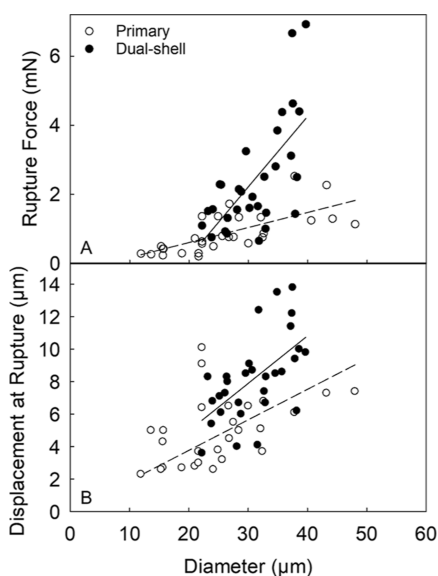 Primary
Dual-shell
Rupture Force (mN)
6
4
2
0
A
Displacement at Rupture (μm)
14
12
10
8
6
4
2
0
B
0 10 20 30 40 50 60
Diameter (μm)